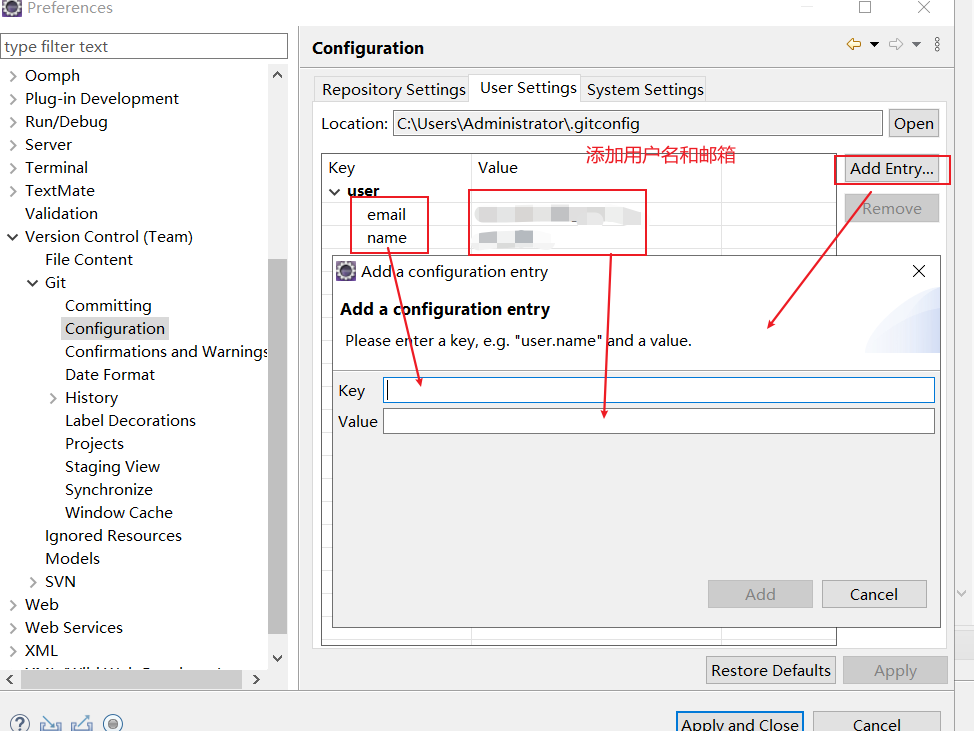 Preferences
type filter text
Oomph
Plug-in Development
Run/Debug
Server
Terminal
TextMate
Validation
Version Control (Team)
File Content
Git
Committing
Configuration
Confirmations and Warnings
Date Format
History
Label Decorations
Projects
Staging View
Synchronize
Window Cache
Ignored Resources
Models
SVN
Web
Web Services
XML
Configuration
Repository Settings
User Settings
System Settings
Location:
C:\Users\Administrator\.gitconfig
Open
添加用户名和邮箱
Key
Value
Add Entry...
user
Remove
email
name
Add a configuration entry
Add a configuration entry
Please enter a key, e.g. "user.name" and a value.
Key
Value
Add
Cancel
Restore Defaults
Apply
Apply and Close
Cancel